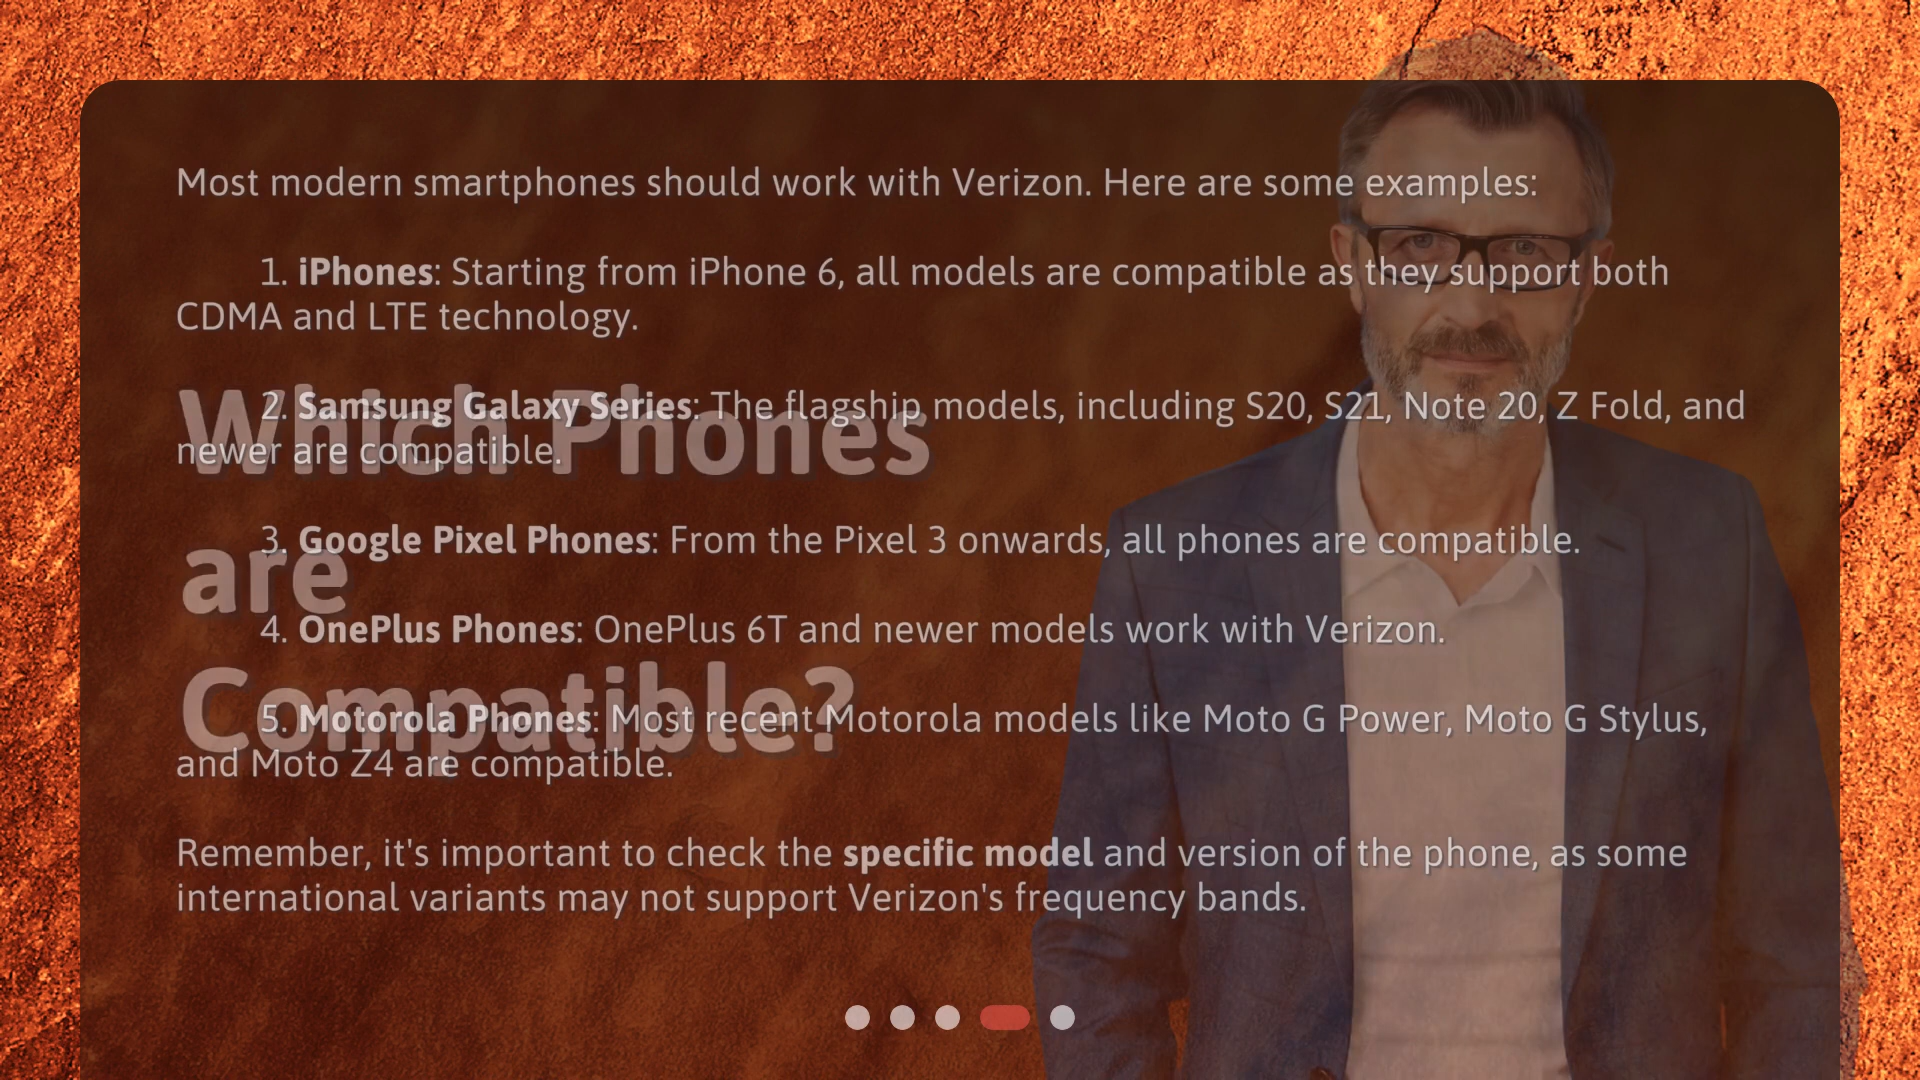 Most modern smartphones should work with Verizon. Here are some examples:
1. iPhones: Starting from iPhone 6, all models are compatible as they support both
CDMA and LTE technology.
2. Samsung Galaxy Series: The flagship models, including S20, S21, Note 20, Z Fold, and
newer are compatible.
3. Google Pixel Phones: From the Pixel 3 onwards, all phones are compatible.
4. OnePlus Phones: OnePlus 6T and newer models work with Verizon.
5. Motorola Phones: Most recent Motorola models like Moto G Power, Moto G Stylus,
and Moto Z4 are compatible.
Remember, it's important to check the specific model and version of the phone, as some
international variants may not support Verizon's frequency bands.
Which Phones
are
Compatible?